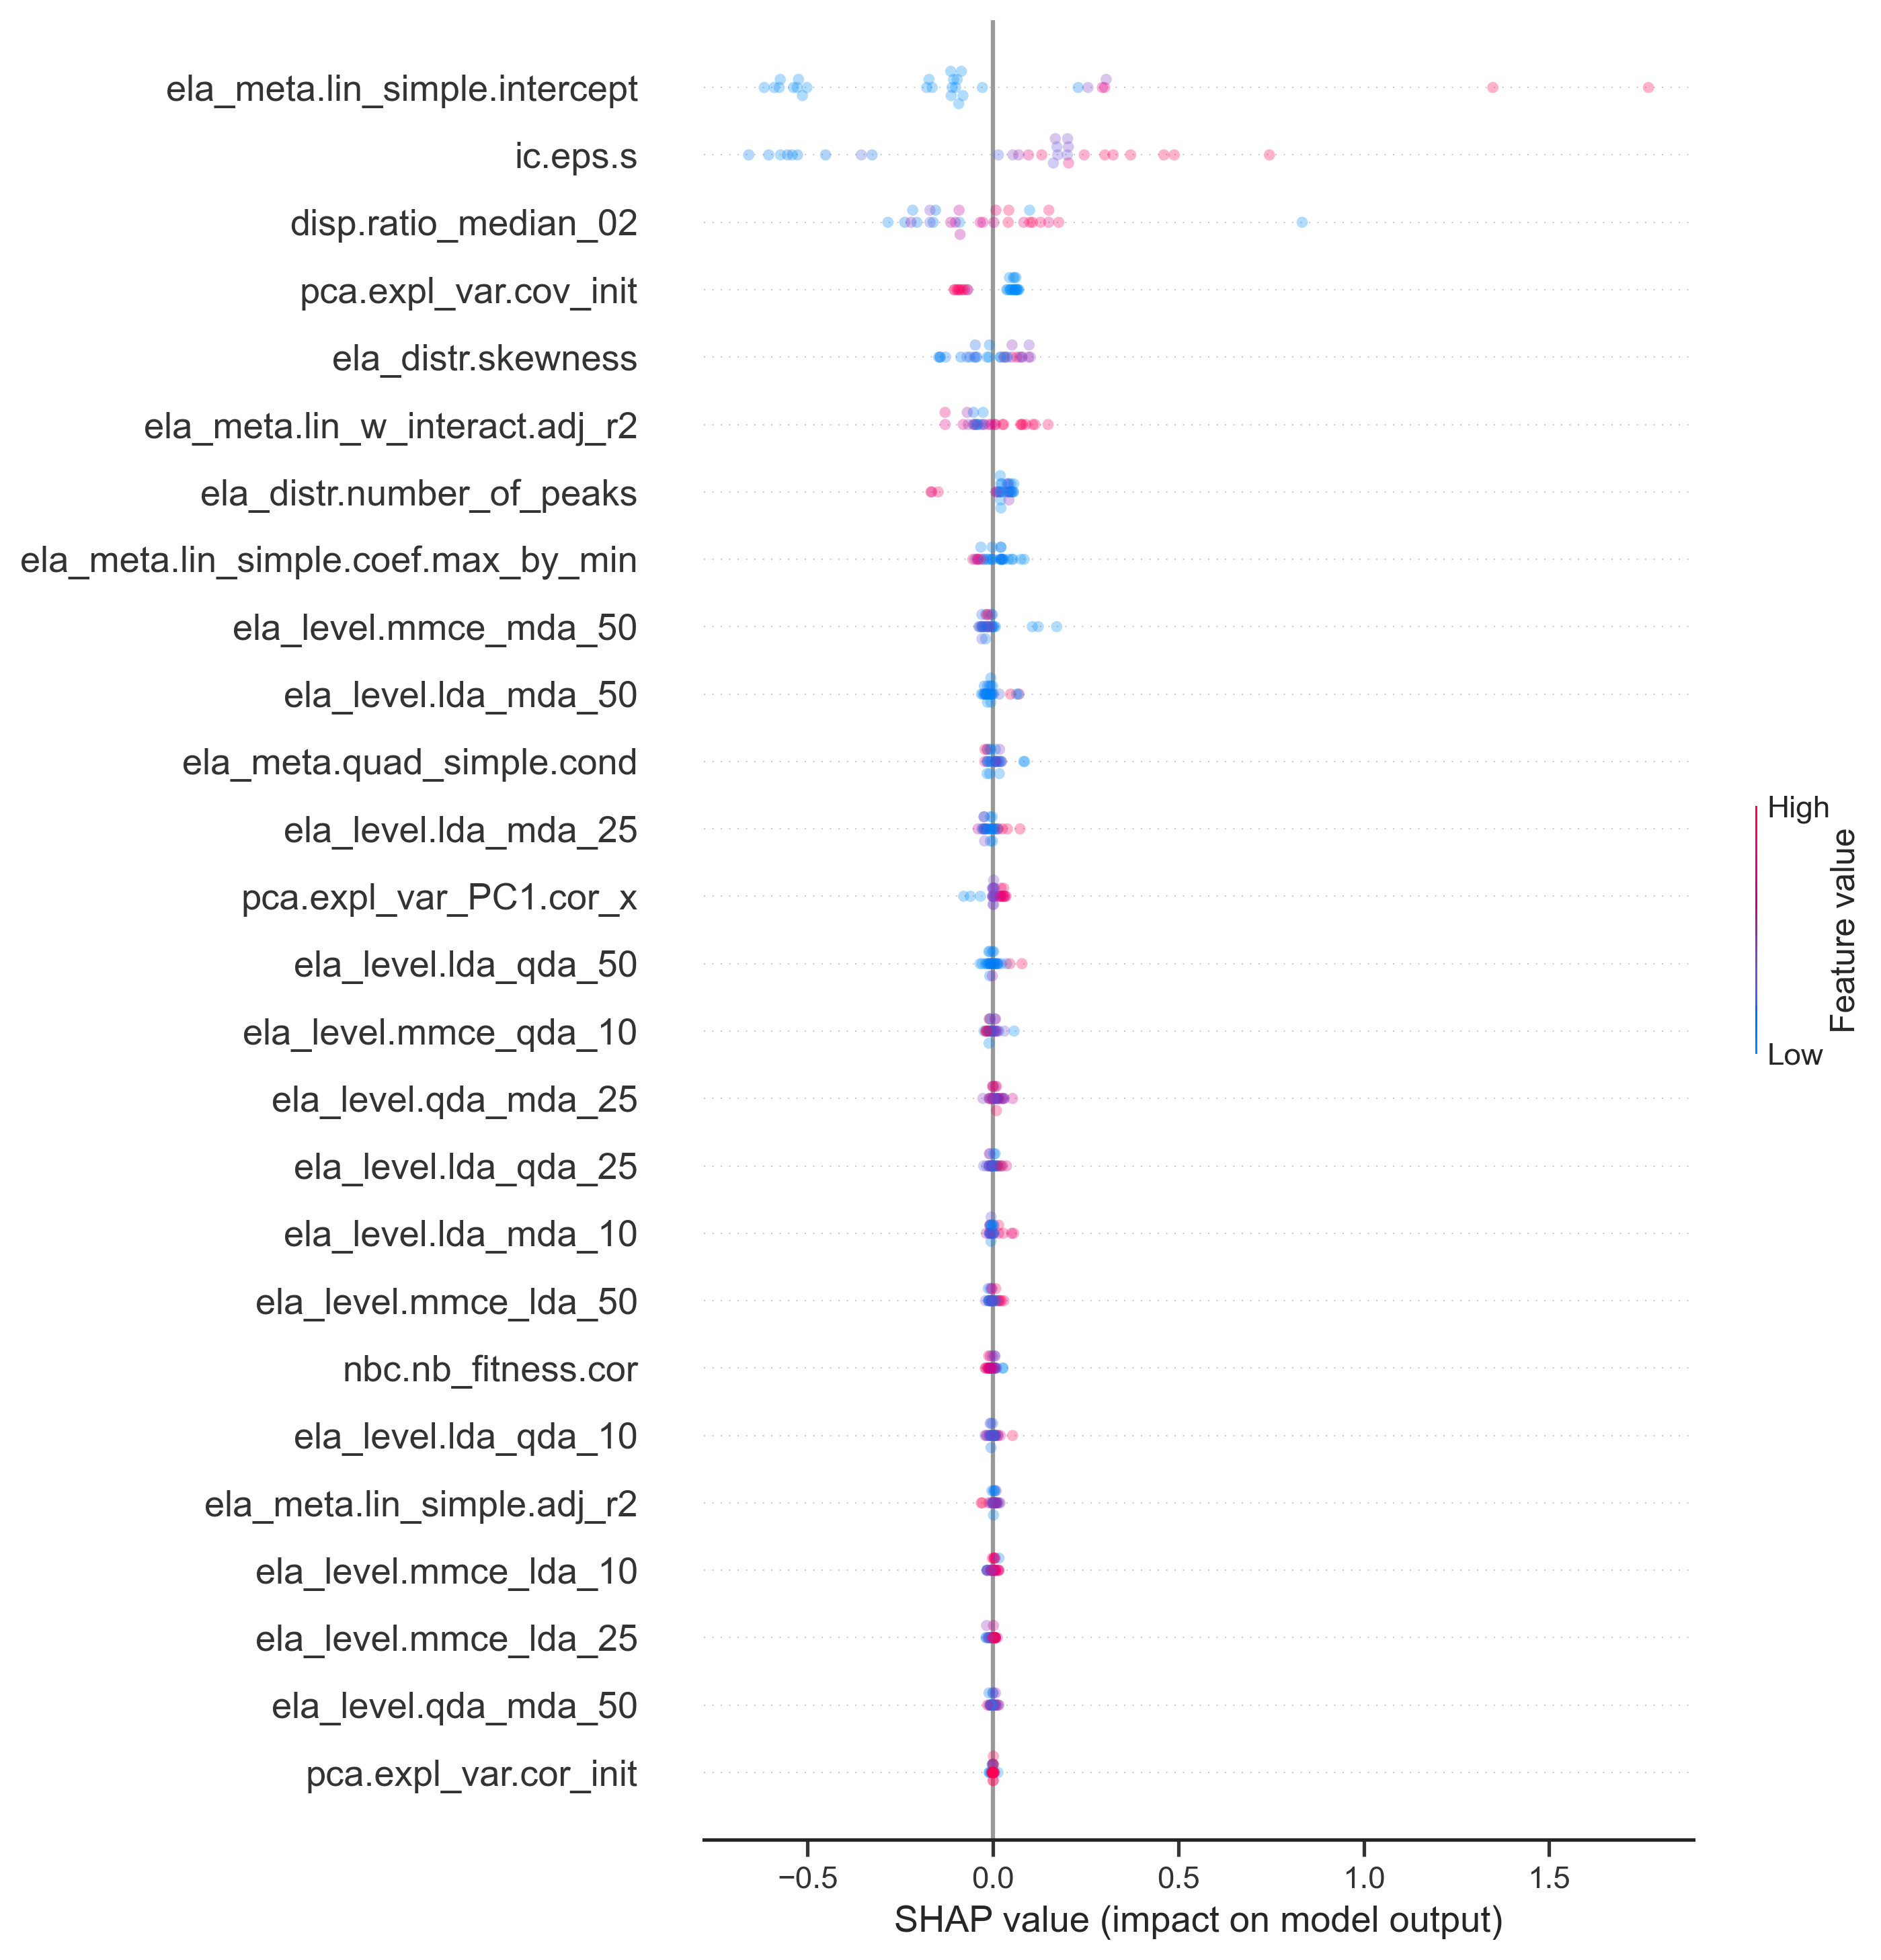 ela_meta.lin_simple.intercept
ic.eps.s
disp.ratio_median_02
pca.expl_var.cov_init
ela_distr.skewness
ela_meta.lin_w_interact.adj_r2
ela_distr.number_of_peaks
ela_meta.lin_simple.coef.max_by_min
ela_level.mmce_mda_50
ela_level.lda_mda_50
ela_meta.quad_simple.cond
ela_level.lda_mda_25
pca.expl_var_PC1.cor_x
ela_level.lda_qda_50
ela_level.mmce_qda_10
ela_level.qda_mda_25
ela_level.lda_qda_25
ela_level.lda_mda_10
ela_level.mmce_lda_50
nbc.nb_fitness.cor
ela_level.lda_qda_10
ela_meta.lin_simple.adj_r2
ela_level.mmce_lda_10
ela_level.mmce_lda_25
ela_level.qda_mda_50
pca.expl_var.cor_init
−0.5 0.0 0.5 1.0 1.5
SHAP value (impact on model output)
High
Feature value
Low